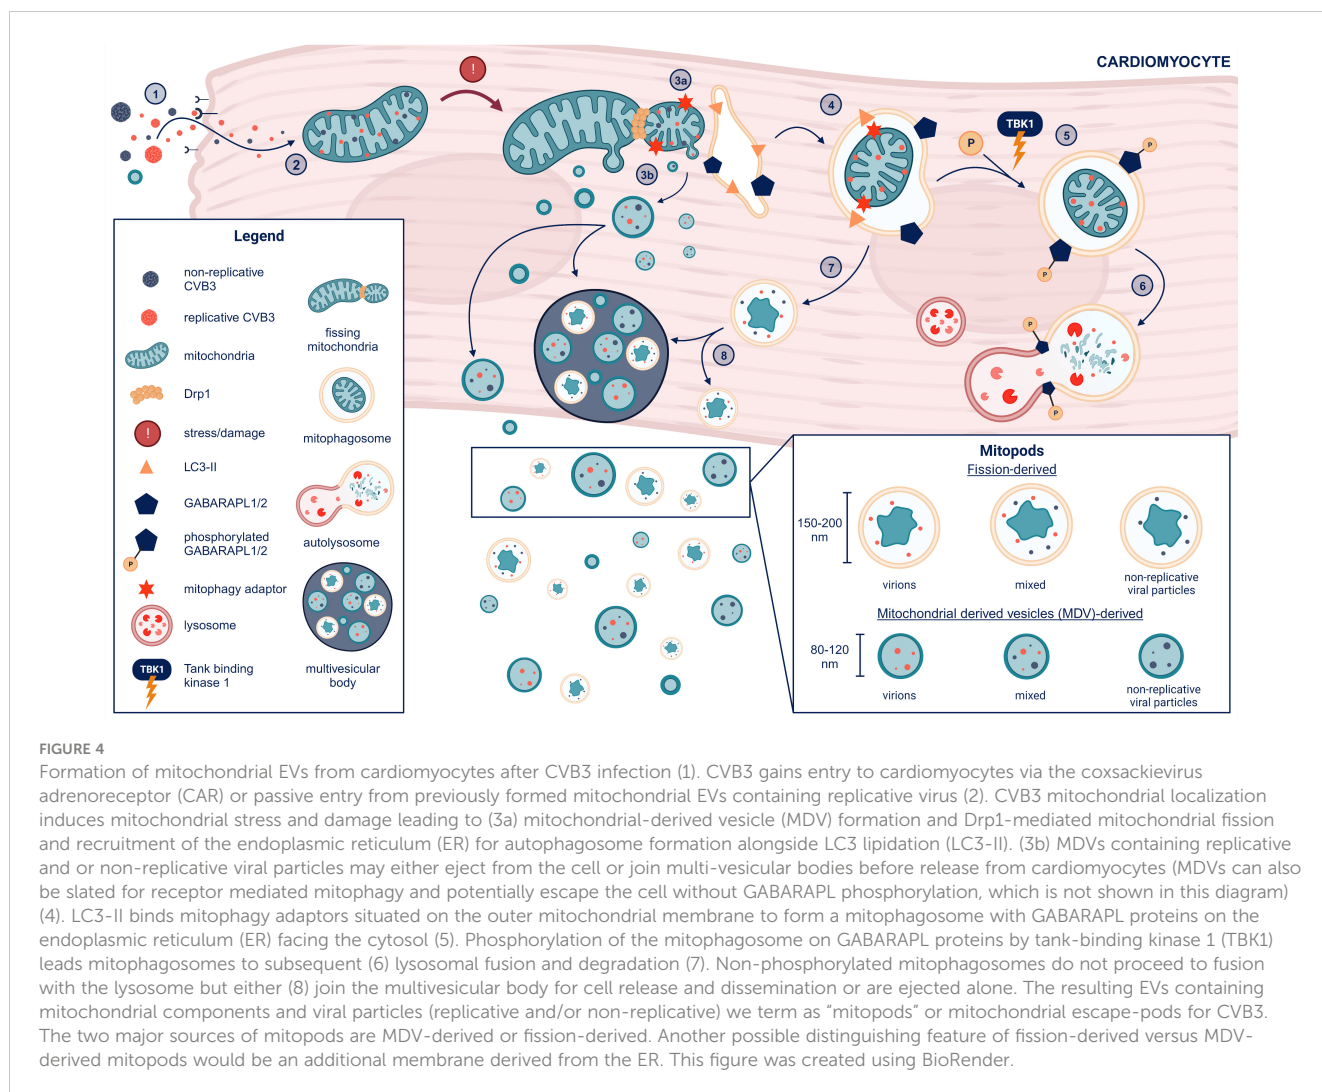 CARDIOMYOCYTE
1
2
!
3a
3b
4
P
TBK1
5
P
P
6
7
8
P
P
Legend
non-replicative
CVB3
replicative CVB3
mitochondria
Drp1
stress/damage
!
LC3-II
GABARAPL1/2
phosphorylated
GABARAPL1/2
P
mitophagy adaptor
lysosome
TBK1
Tank binding
kinase 1
fissing
mitochondria
mitophagosome
autolysosome
multivesicular
body
Mitopods
Fission-derived
150-200
nm
virions
mixed
non-replicative
viral particles
Mitochondrial derived vesicles (MDV)-derived
80-120
nm
virions
mixed
non-replicative
viral particles
FIGURE 4
Formation of mitochondrial EVs from cardiomyocytes after CVB3 infection (1). CVB3 gains entry to cardiomyocytes via the coxsackievirus
adrenoreceptor (CAR) or passive entry from previously formed mitochondrial EVs containing replicative virus (2). CVB3 mitochondrial localization
induces mitochondrial stress and damage leading to (3a) mitochondrial-derived vesicle (MDV) formation and Drp1-mediated mitochondrial fission
and recruitment of the endoplasmic reticulum (ER) for autophagosome formation alongside LC3 lipidation (LC3-II). (3b) MDVs containing replicative
and or non-replicative viral particles may either eject from the cell or join multi-vesicular bodies before release from cardiomyocytes (MDVs can also
be slated for receptor mediated mitophagy and potentially escape the cell without GABARAPL phosphorylation, which is not shown in this diagram)
(4). LC3-II binds mitophagy adaptors situated on the outer mitochondrial membrane to form a mitophagosome with GABARAPL proteins on the
endoplasmic reticulum (ER) facing the cytosol (5). Phosphorylation of the mitophagosome on GABARAPL proteins by tank-binding kinase 1 (TBK1)
leads mitophagosomes to subsequent (6) lysosomal fusion and degradation (7). Non-phosphorylated mitophagosomes do not proceed to fusion
with the lysosome but either (8) join the multivesicular body for cell release and dissemination or are ejected alone. The resulting EVs containing
mitochondrial components and viral particles (replicative and/or non-replicative) we term as “mitopods” or mitochondrial escape-pods for CVB3.
The two major sources of mitopods are MDV-derived or fission-derived. Another possible distinguishing feature of fission-derived versus MDV-
derived mitopods would be an additional membrane derived from the ER. This figure was created using BioRender.